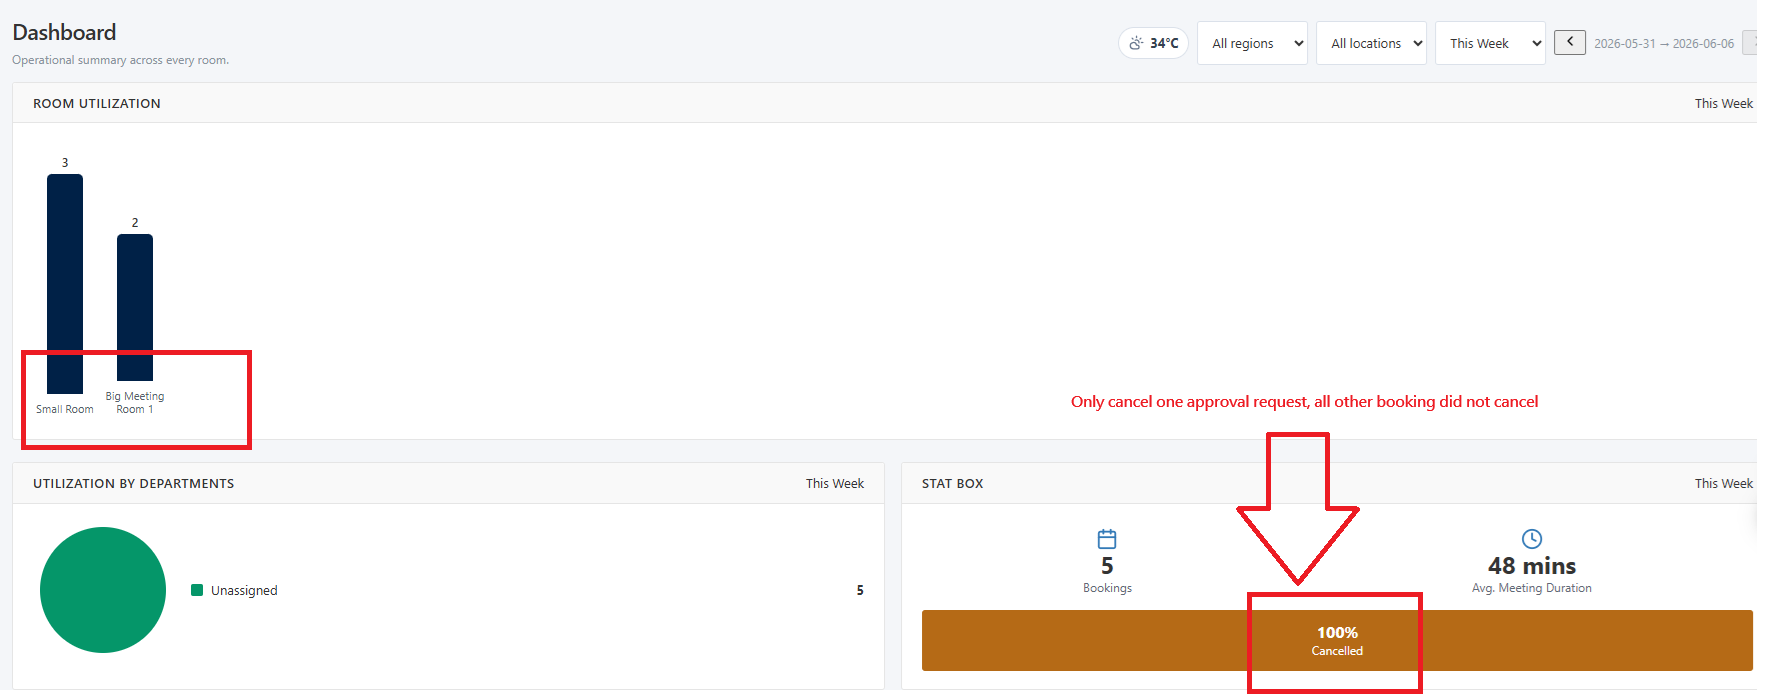 Dashboard
Operational summary across every room.
34°C
All regions
All locations
This Week
2026-05-31 → 2026-06-06
ROOM UTILIZATION
This Week
3
2
Small Room
Big Meeting
Room 1
Only cancel one approval request, all other booking did not cancel
UTILIZATION BY DEPARTMENTS
This Week
Unassigned
5
STAT BOX
This Week
5
Bookings
48 mins
Avg. Meeting Duration
100%
Cancelled